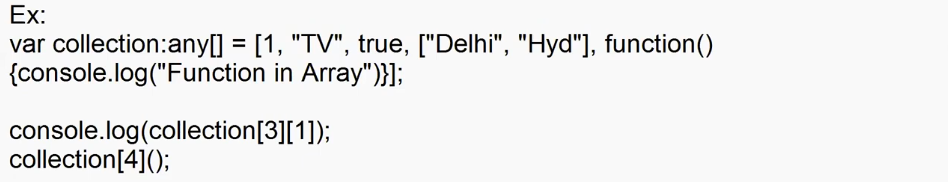 Ex:
var collection:any[] = [1, "TV", true, ["Delhi", "Hyd"], function()
{console.log("Function in Array")}];
console.log(collection[3][1]);
collection[4]();